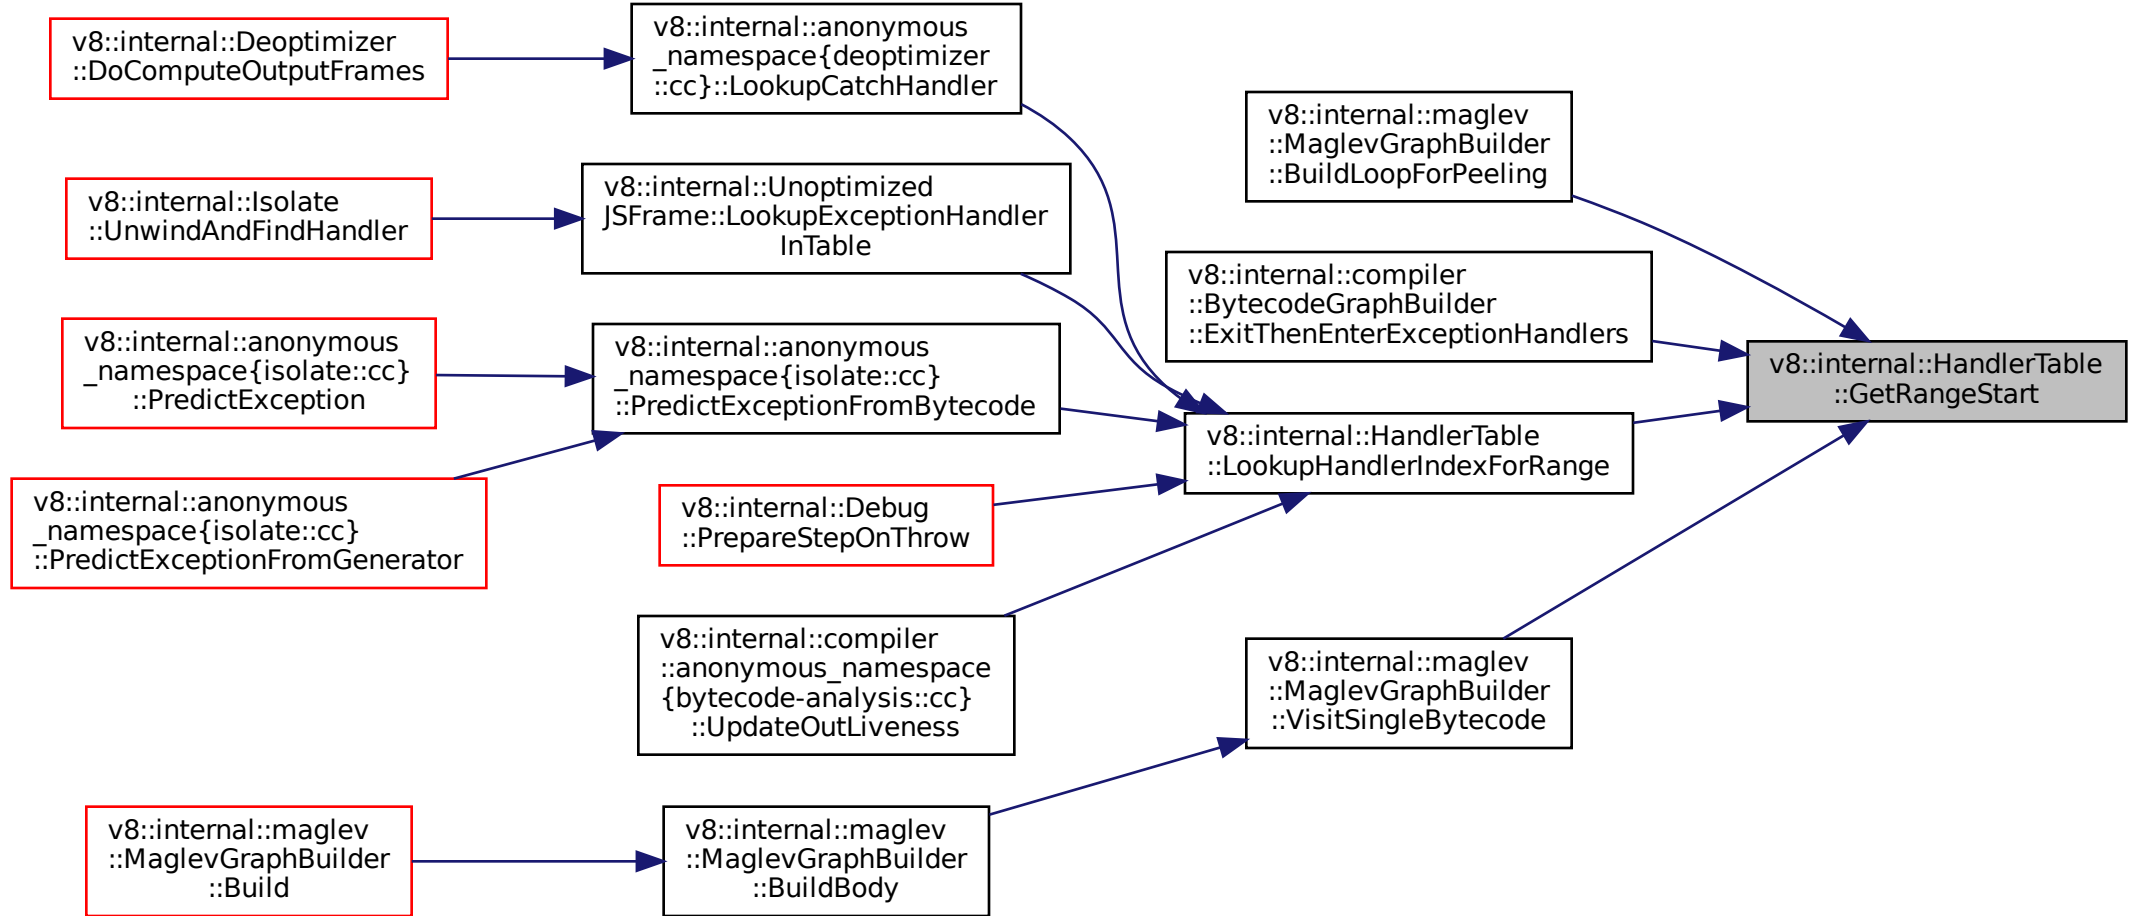 v8::internal::Deoptimizer
::DoComputeOutputFrames
v8::internal::anonymous
_namespace{deoptimizer
::cc}::LookupCatchHandler
v8::internal::maglev
::MaglevGraphBuilder
::BuildLoopForPeeling
v8::internal::Isolate
::UnwindAndFindHandler
v8::internal::Unoptimized
JSFrame::LookupExceptionHandler
InTable
v8::internal::compiler
::BytecodeGraphBuilder
::ExitThenEnterExceptionHandlers
v8::internal::anonymous
_namespace{isolate::cc}
::PredictException
v8::internal::anonymous
_namespace{isolate::cc}
::PredictExceptionFromBytecode
v8::internal::HandlerTable
::GetRangeStart
v8::internal::HandlerTable
::LookupHandlerIndexForRange
v8::internal::anonymous
_namespace{isolate::cc}
::PredictExceptionFromGenerator
v8::internal::Debug
::PrepareStepOnThrow
v8::internal::compiler
::anonymous_namespace
{bytecode-analysis::cc}
::UpdateOutLiveness
v8::internal::maglev
::MaglevGraphBuilder
::VisitSingleBytecode
v8::internal::maglev
::MaglevGraphBuilder
::Build
v8::internal::maglev
::MaglevGraphBuilder
::BuildBody